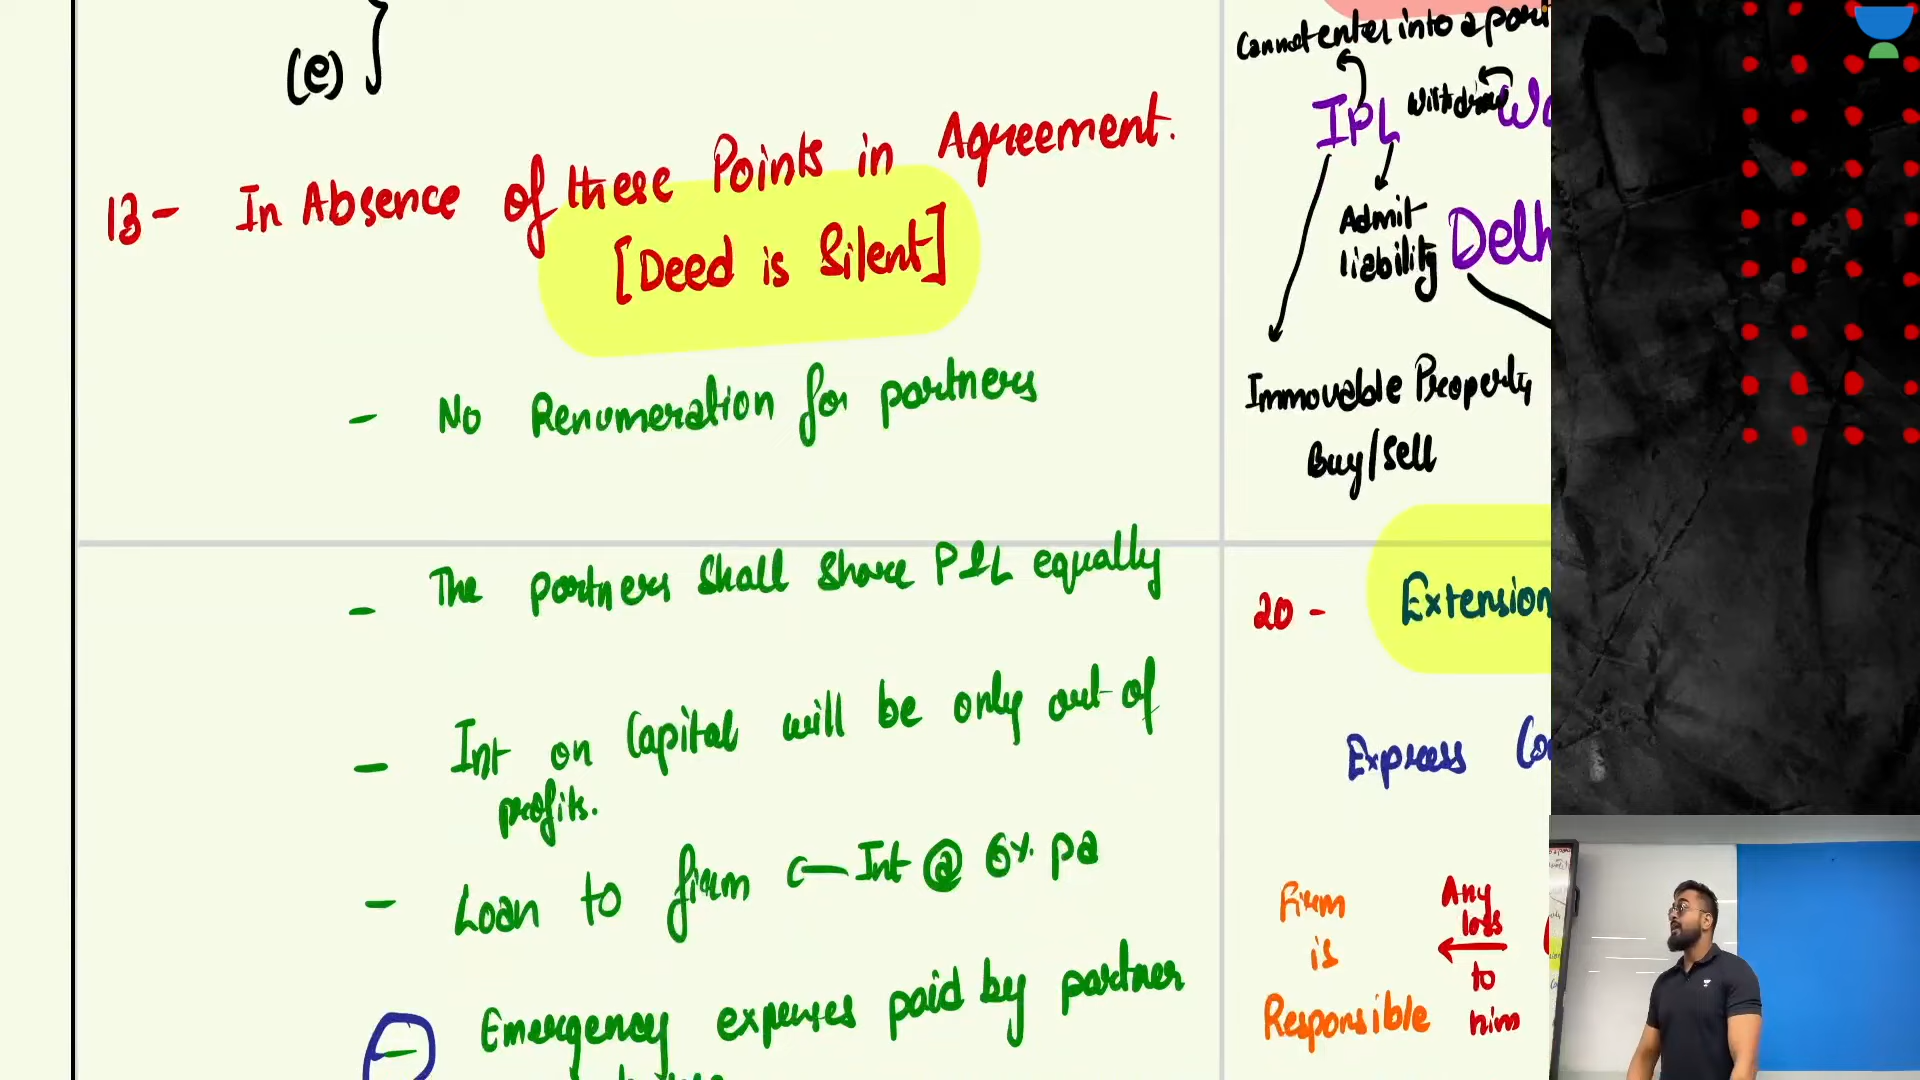 (e) }
13- In Absence of these Points in Agreement.
[Deed is Silent]
- No Renumeration for partners
- The partners shall share P&L equally
- Int on Capital will be only out of
profits.
- Loan to firm Int @ 6% pa
- Emergency expenses paid by partner
Cannot enter into a part
IPL
withdraw
Wo
Admit
liability
Delh
Immovable Property
Buy/Sell
20- Extension
Express Co
Firm
is
Responsible
Any
loss
to
him